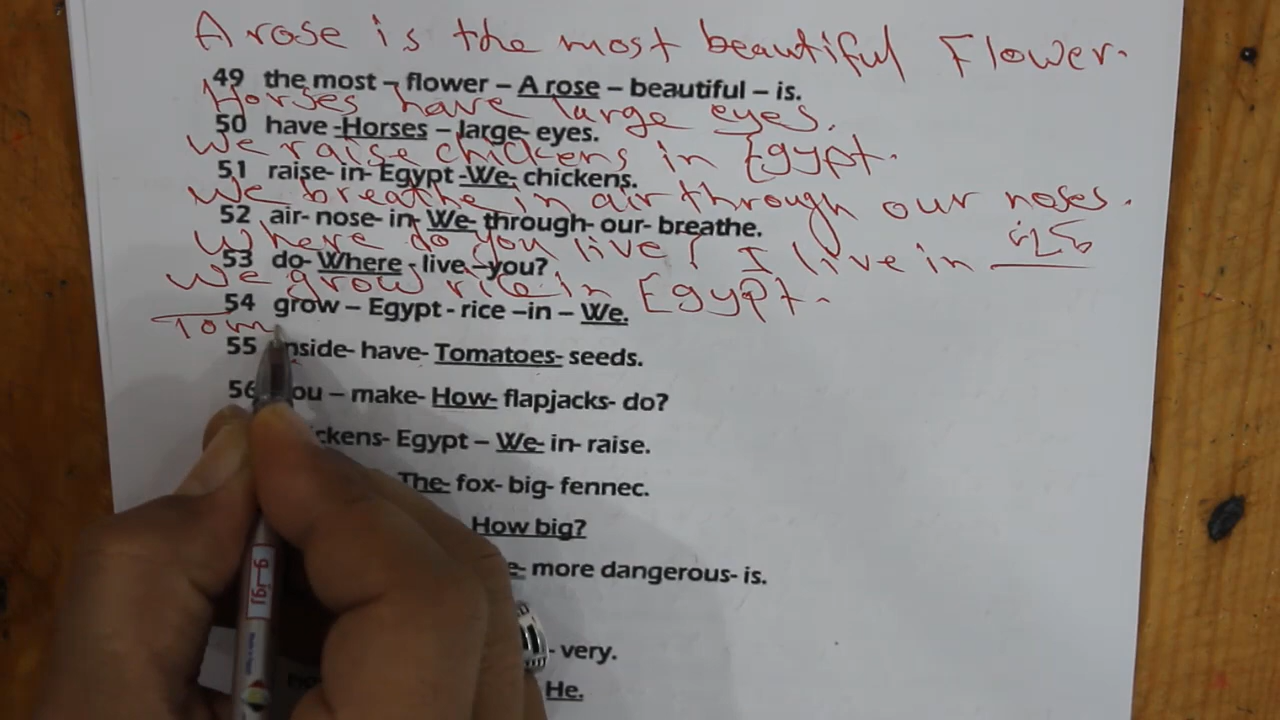 A rose is the most beautiful Flower.
49 the most – flower – A rose – beautiful – is.
Horses have large eyes.
50 have -Horses – large- eyes.
We raise chickens in Egypt.
51 raise- in- Egypt -We- chickens.
We breathe in air through our noses.
52 air- nose- in- We- through- our- breathe.
Where do you live? I live in
53 do- Where - live –you?
We grow rice in Egypt.
54 grow – Egypt - rice –in – We.
Tom
55 inside- have- Tomatoes- seeds.
56 you – make- How- flapjacks- do?
ckens- Egypt – We- in- raise.
The- fox- big- fennec.
How big?
more dangerous- is.
- very.
He.